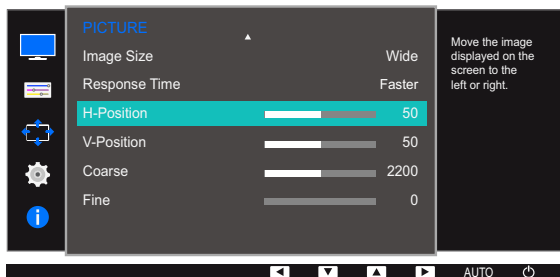 PICTURE
Image Size Wide
Response Time Faster
H-Position 50
V-Position 50
Coarse 2200
Fine 0
Move the image
displayed on the
screen to the
left or right.
AUTO